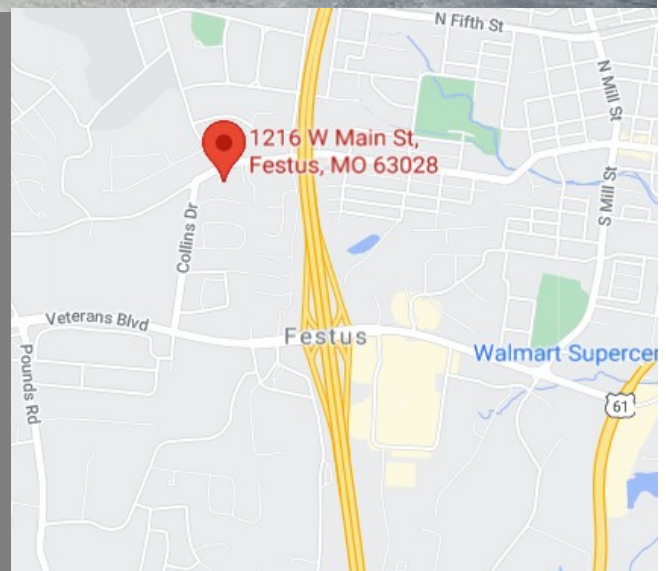 N Fifth St
N Mill St
1216 W Main St,
Festus, MO 63028
S Mill St
Collins Dr
Veterans Blvd
Festus
Pounds Rd
Walmart Supercen
61